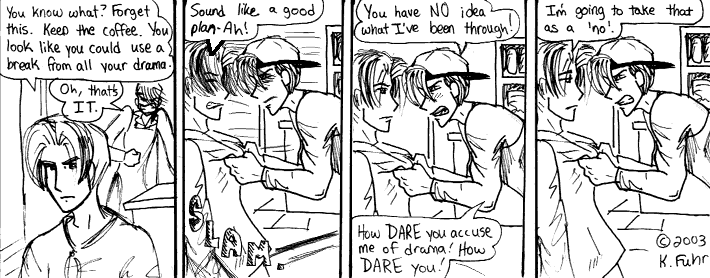 You know what? Forget
this. Keep the coffee. You
look like you could use a
break from all your drama.
Oh, that's
IT.
Sound like a good
plan-Ah!
SLAM
You have NO idea
what I've been through!
How DARE you accuse
me of drama! How
DARE you!
I'm going to take that
as a 'no'.
©2003
K. Fuhr